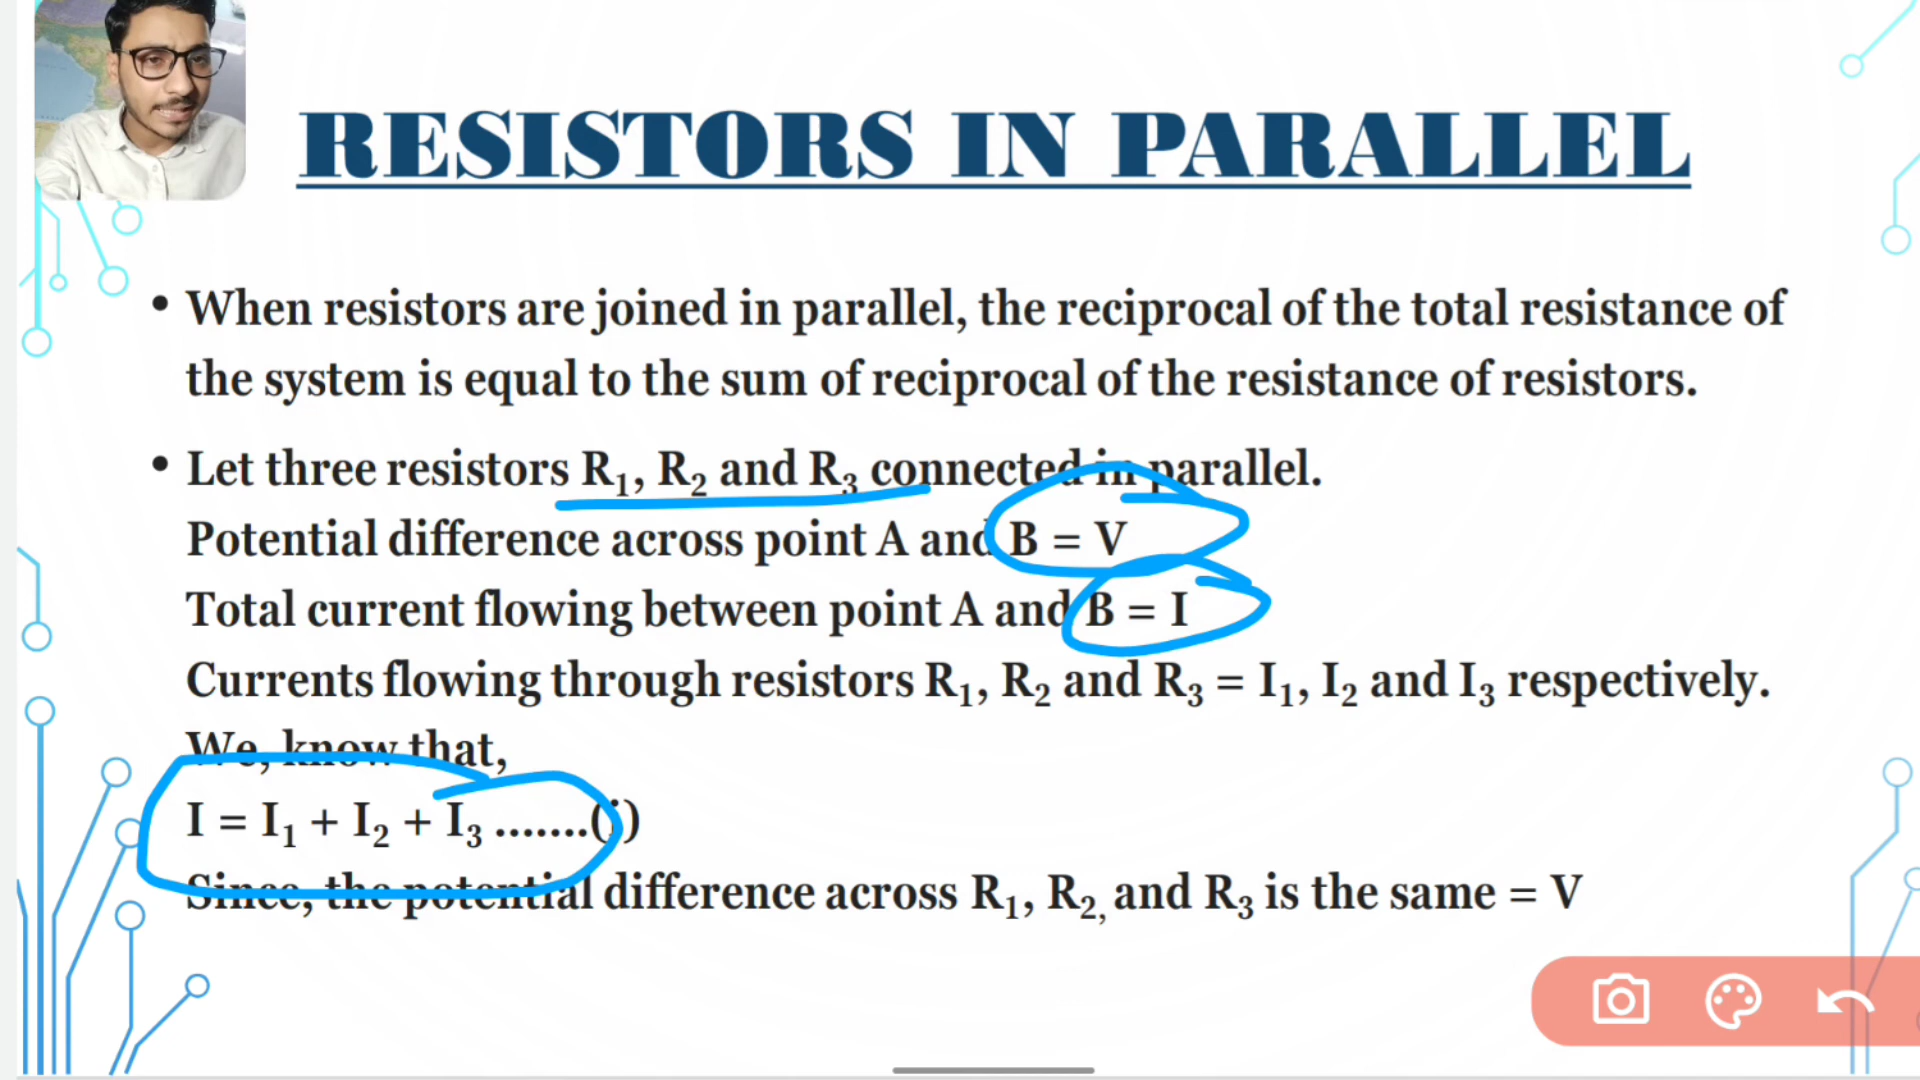 RESISTORS IN PARALLEL
• When resistors are joined in parallel, the reciprocal of the total resistance of
the system is equal to the sum of reciprocal of the resistance of resistors.
• Let three resistors R₁, R₂ and R₃ connected in parallel.
Potential difference across point A and B = V
Total current flowing between point A and B = I
Currents flowing through resistors R₁, R₂ and R₃ = I₁, I₂ and I₃ respectively.
We, know that,
I = I₁ + I₂ + I₃ .......(i)
Since, the potential difference across R₁, R₂, and R₃ is the same = V